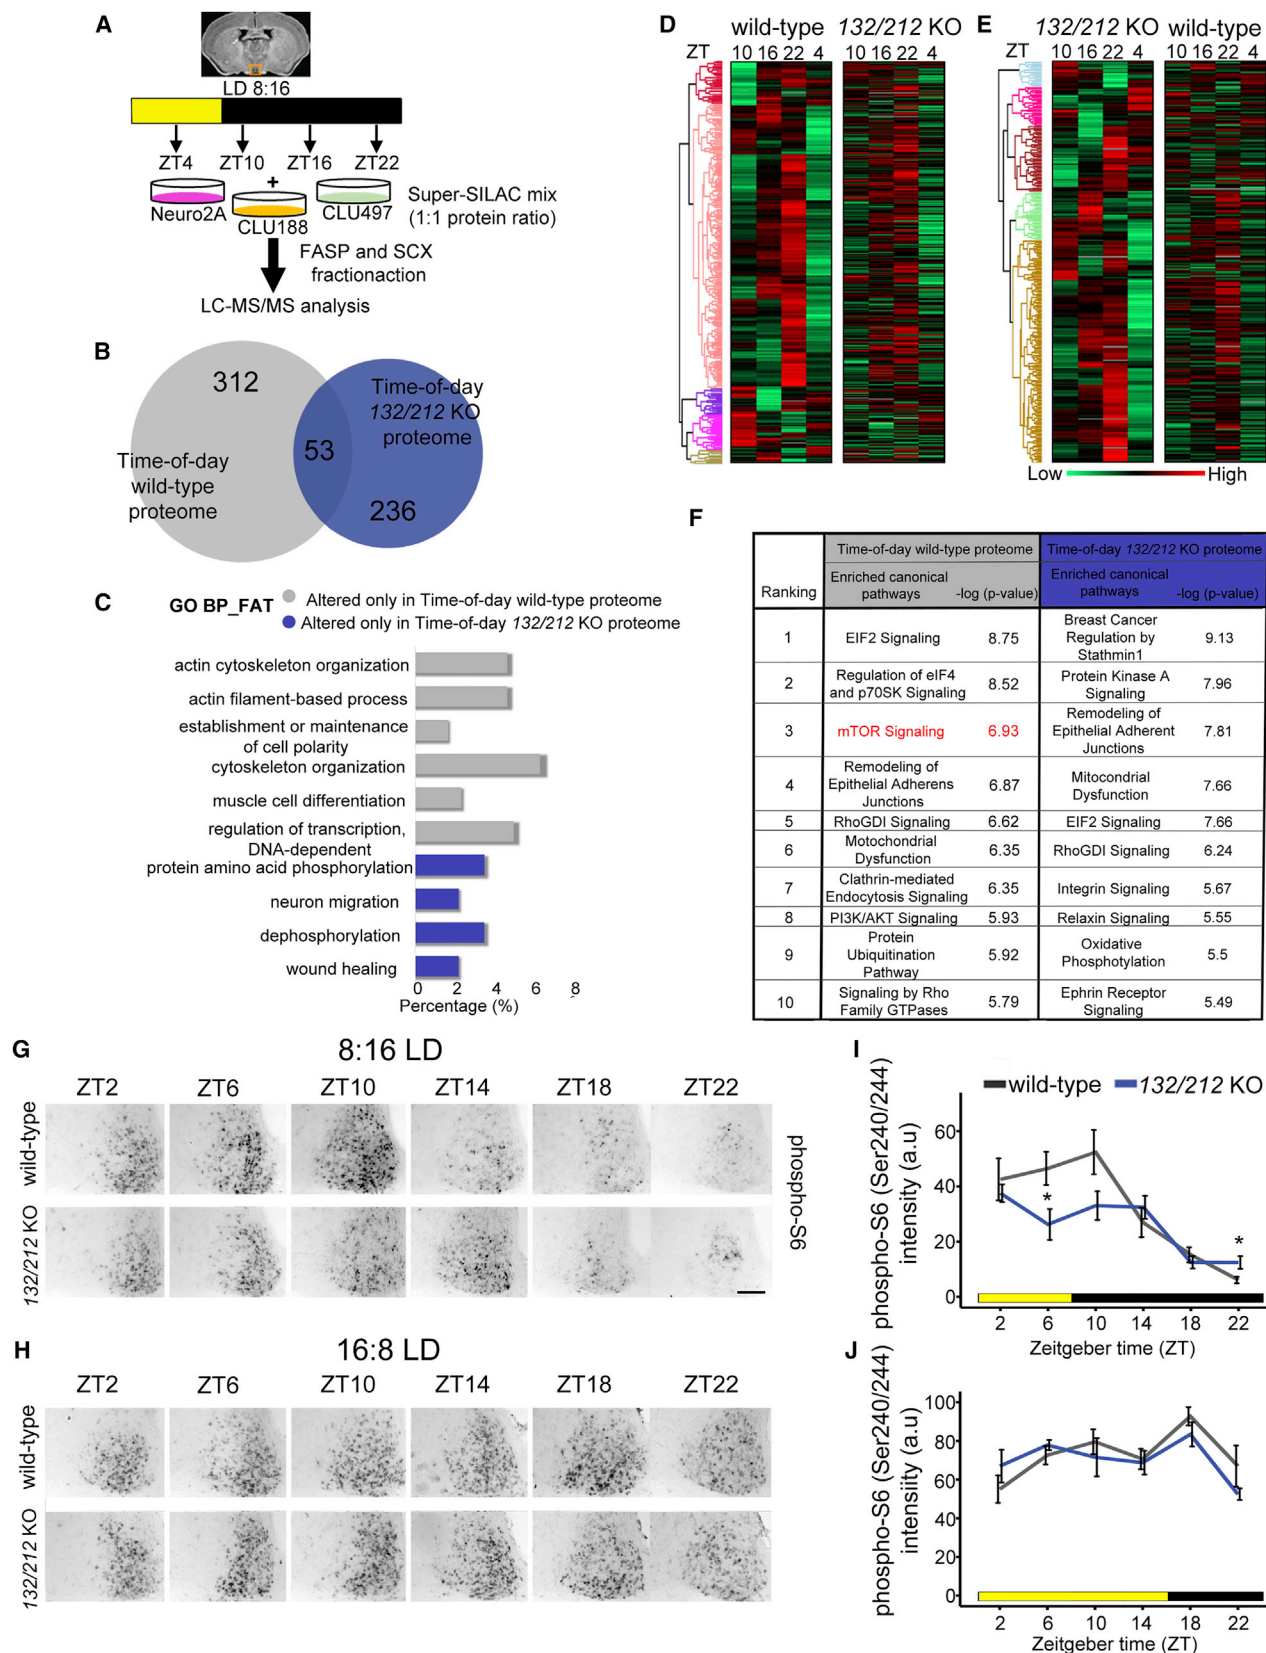 A
LD 8:16
ZT4 ZT10 ZT16 ZT22
+
Neuro2A
CLU188
CLU497
Super-SILAC mix
(1:1 protein ratio)
FASP and SCX
fractionaction
LC-MS/MS analysis
B
312
53
236
Time-of-day
wild-type
proteome
Time-of-day
132/212 KO
proteome
C
GO BP_FAT
Altered only in Time-of-day wild-type proteome
Altered only in Time-of-day 132/212 KO proteome
actin cytoskeleton organization
actin filament-based process
establishment or maintenance
of cell polarity
cytoskeleton organization
muscle cell differentiation
regulation of transcription,
DNA-dependent
protein amino acid phosphorylation
neuron migration
dephosphorylation
wound healing
0 2 4 6 8
Percentage (%)
D
wild-type 132/212 KO
ZT 10 16 22 4 10 16 22 4
E
132/212 KO wild-type
ZT 10 16 22 4 10 16 22 4
Low High
F
Ranking
Time-of-day wild-type proteome
Time-of-day 132/212 KO proteome
Enriched canonical
pathways
-log (p-value)
Enriched canonical
pathways
-log (p-value)
1
EIF2 Signaling
8.75
Breast Cancer
Regulation by
Stathmin1
9.13
2
Regulation of eIF4
and p70SK Signaling
8.52
Protein Kinase A
Signaling
7.96
3
mTOR Signaling
6.93
Remodeling of
Epithelial Adherent
Junctions
7.81
4
Remodeling of
Epithelial Adherens
Junctions
6.87
Mitocondrial
Dysfunction
7.66
5
RhoGDI Signaling
6.62
EIF2 Signaling
7.66
6
Motochondrial
Dysfunction
6.35
RhoGDI Signaling
6.24
7
Clathrin-mediated
Endocytosis Signaling
6.35
Integrin Signaling
5.67
8
PI3K/AKT Signaling
5.93
Relaxin Signaling
5.55
9
Protein
Ubiquitination
Pathway
5.92
Oxidative
Phosphotylation
5.5
10
Signaling by Rho
Family GTPases
5.79
Ephrin Receptor
Signaling
5.49
G
8:16 LD
ZT2 ZT6 ZT10 ZT14 ZT18 ZT22
wild-type
132/212 KO
phospho-S6
H
16:8 LD
ZT2 ZT6 ZT10 ZT14 ZT18 ZT22
wild-type
132/212 KO
I
wild-type 132/212 KO
phospho-S6 (Ser240/244)
intensity (a.u)
60
40
20
0
*
*
2 6 10 14 18 22
Zeitgeber time (ZT)
J
phospho-S6 (Ser240/244)
intensiity (a.u)
100
80
60
40
20
0
2 6 10 14 18 22
Zeitgeber time (ZT)